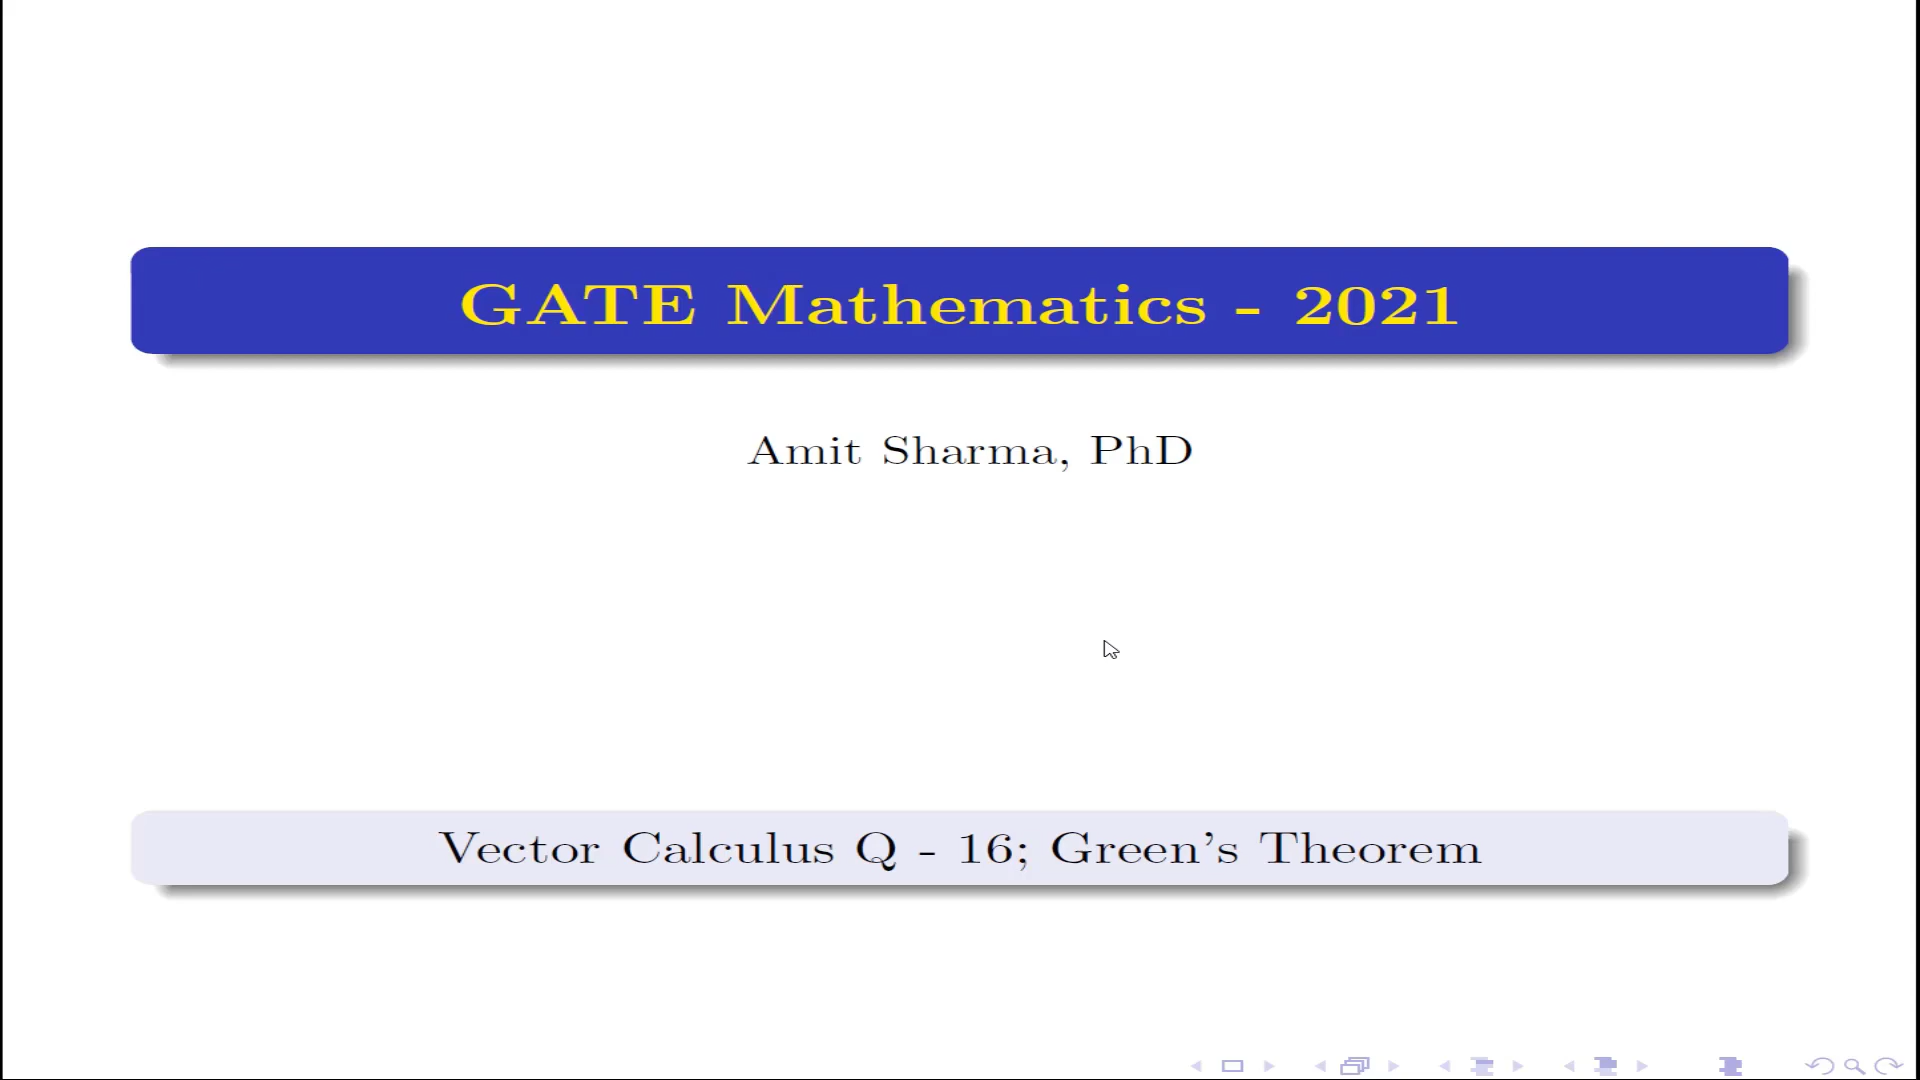 GATE Mathematics - 2021
Amit Sharma, PhD
Vector Calculus Q - 16; Green's Theorem